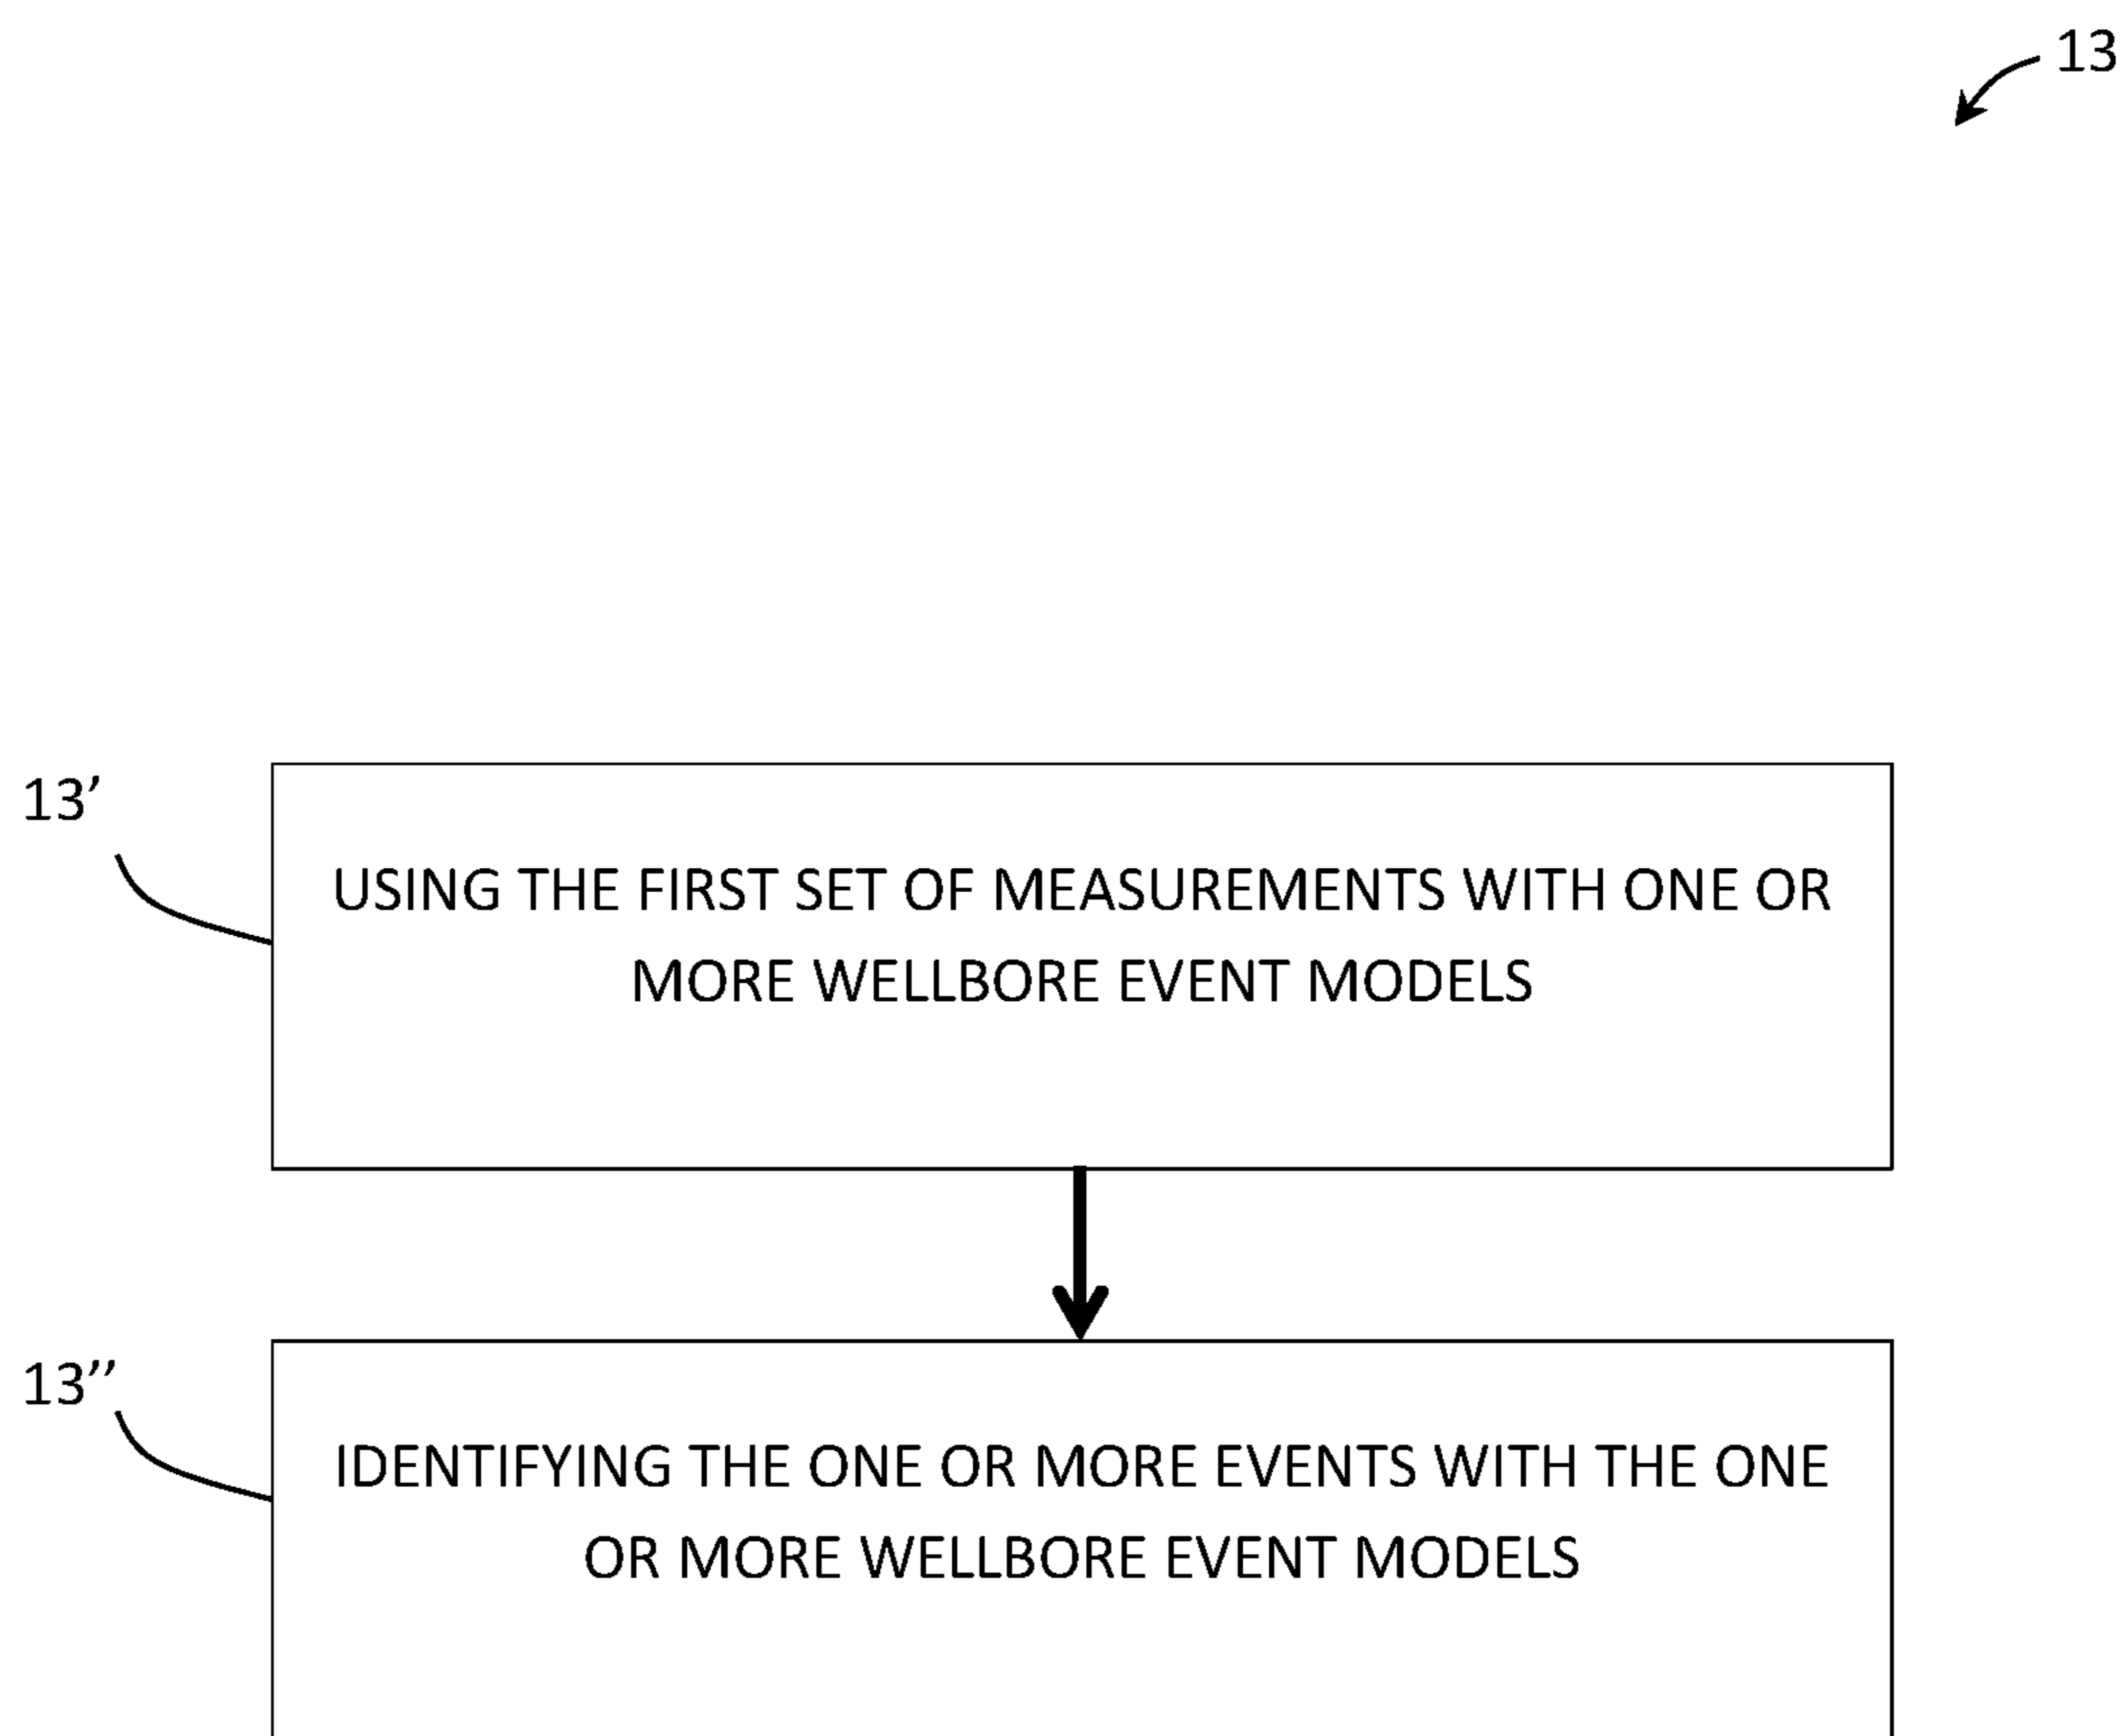 13
13’
USING THE FIRST SET OF MEASUREMENTS WITH ONE OR
MORE WELLBORE EVENT MODELS
13’’
IDENTIFYING THE ONE OR MORE EVENTS WITH THE ONE
OR MORE WELLBORE EVENT MODELS